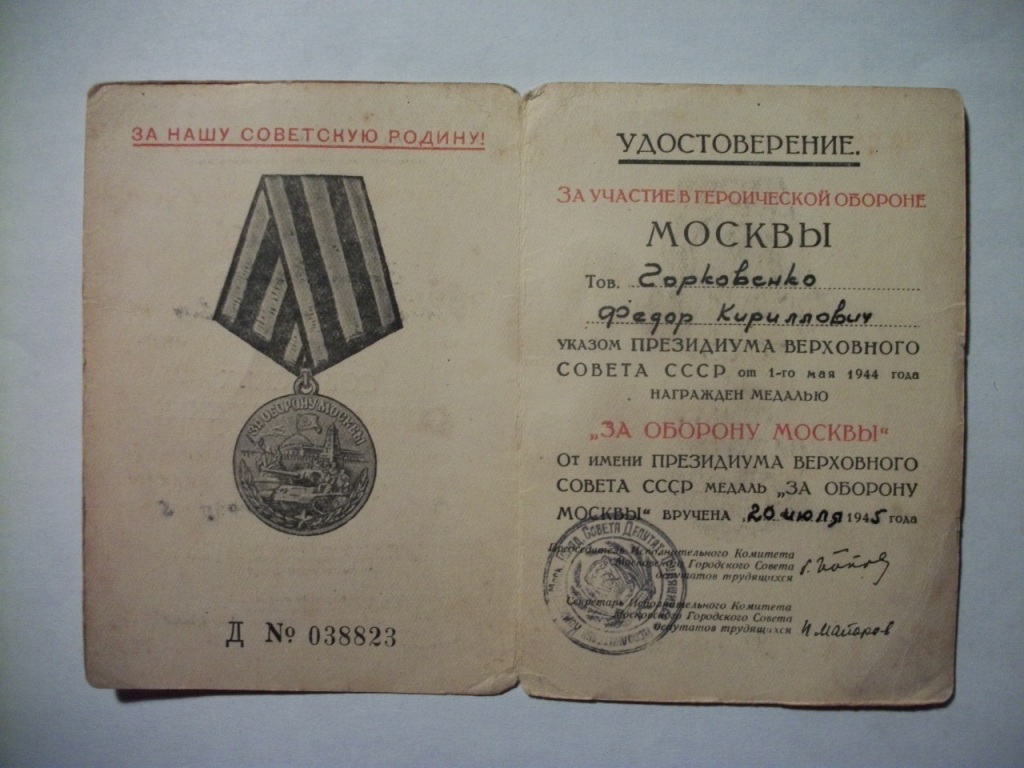 ЗА НАШУ СОВЕТСКУЮ РОДИНУ!
ЗА ОБОРОНУ МОСКВЫ
Д № 038823
УДОСТОВЕРЕНИЕ.
ЗА УЧАСТИЕ В ГЕРОИЧЕСКОЙ ОБОРОНЕ
МОСКВЫ
Тов. Горковенко
Федор Кириллович
УКАЗОМ ПРЕЗИДИУМА ВЕРХОВНОГО
СОВЕТА СССР от 1-го мая 1944 года
НАГРАЖДЕН МЕДАЛЬЮ
„ЗА ОБОРОНУ МОСКВЫ“
От имени ПРЕЗИДИУМА ВЕРХОВНОГО
СОВЕТА СССР МЕДАЛЬ „ЗА ОБОРОНУ
МОСКВЫ“ ВРУЧЕНА 20 июля 1945 года
Председатель Исполнительного Комитета
Московского Городского Совета
депутатов трудящихся
Г. Попов
Секретарь Исполнительного Комитета
Московского Городского Совета
депутатов трудящихся П. Майоров